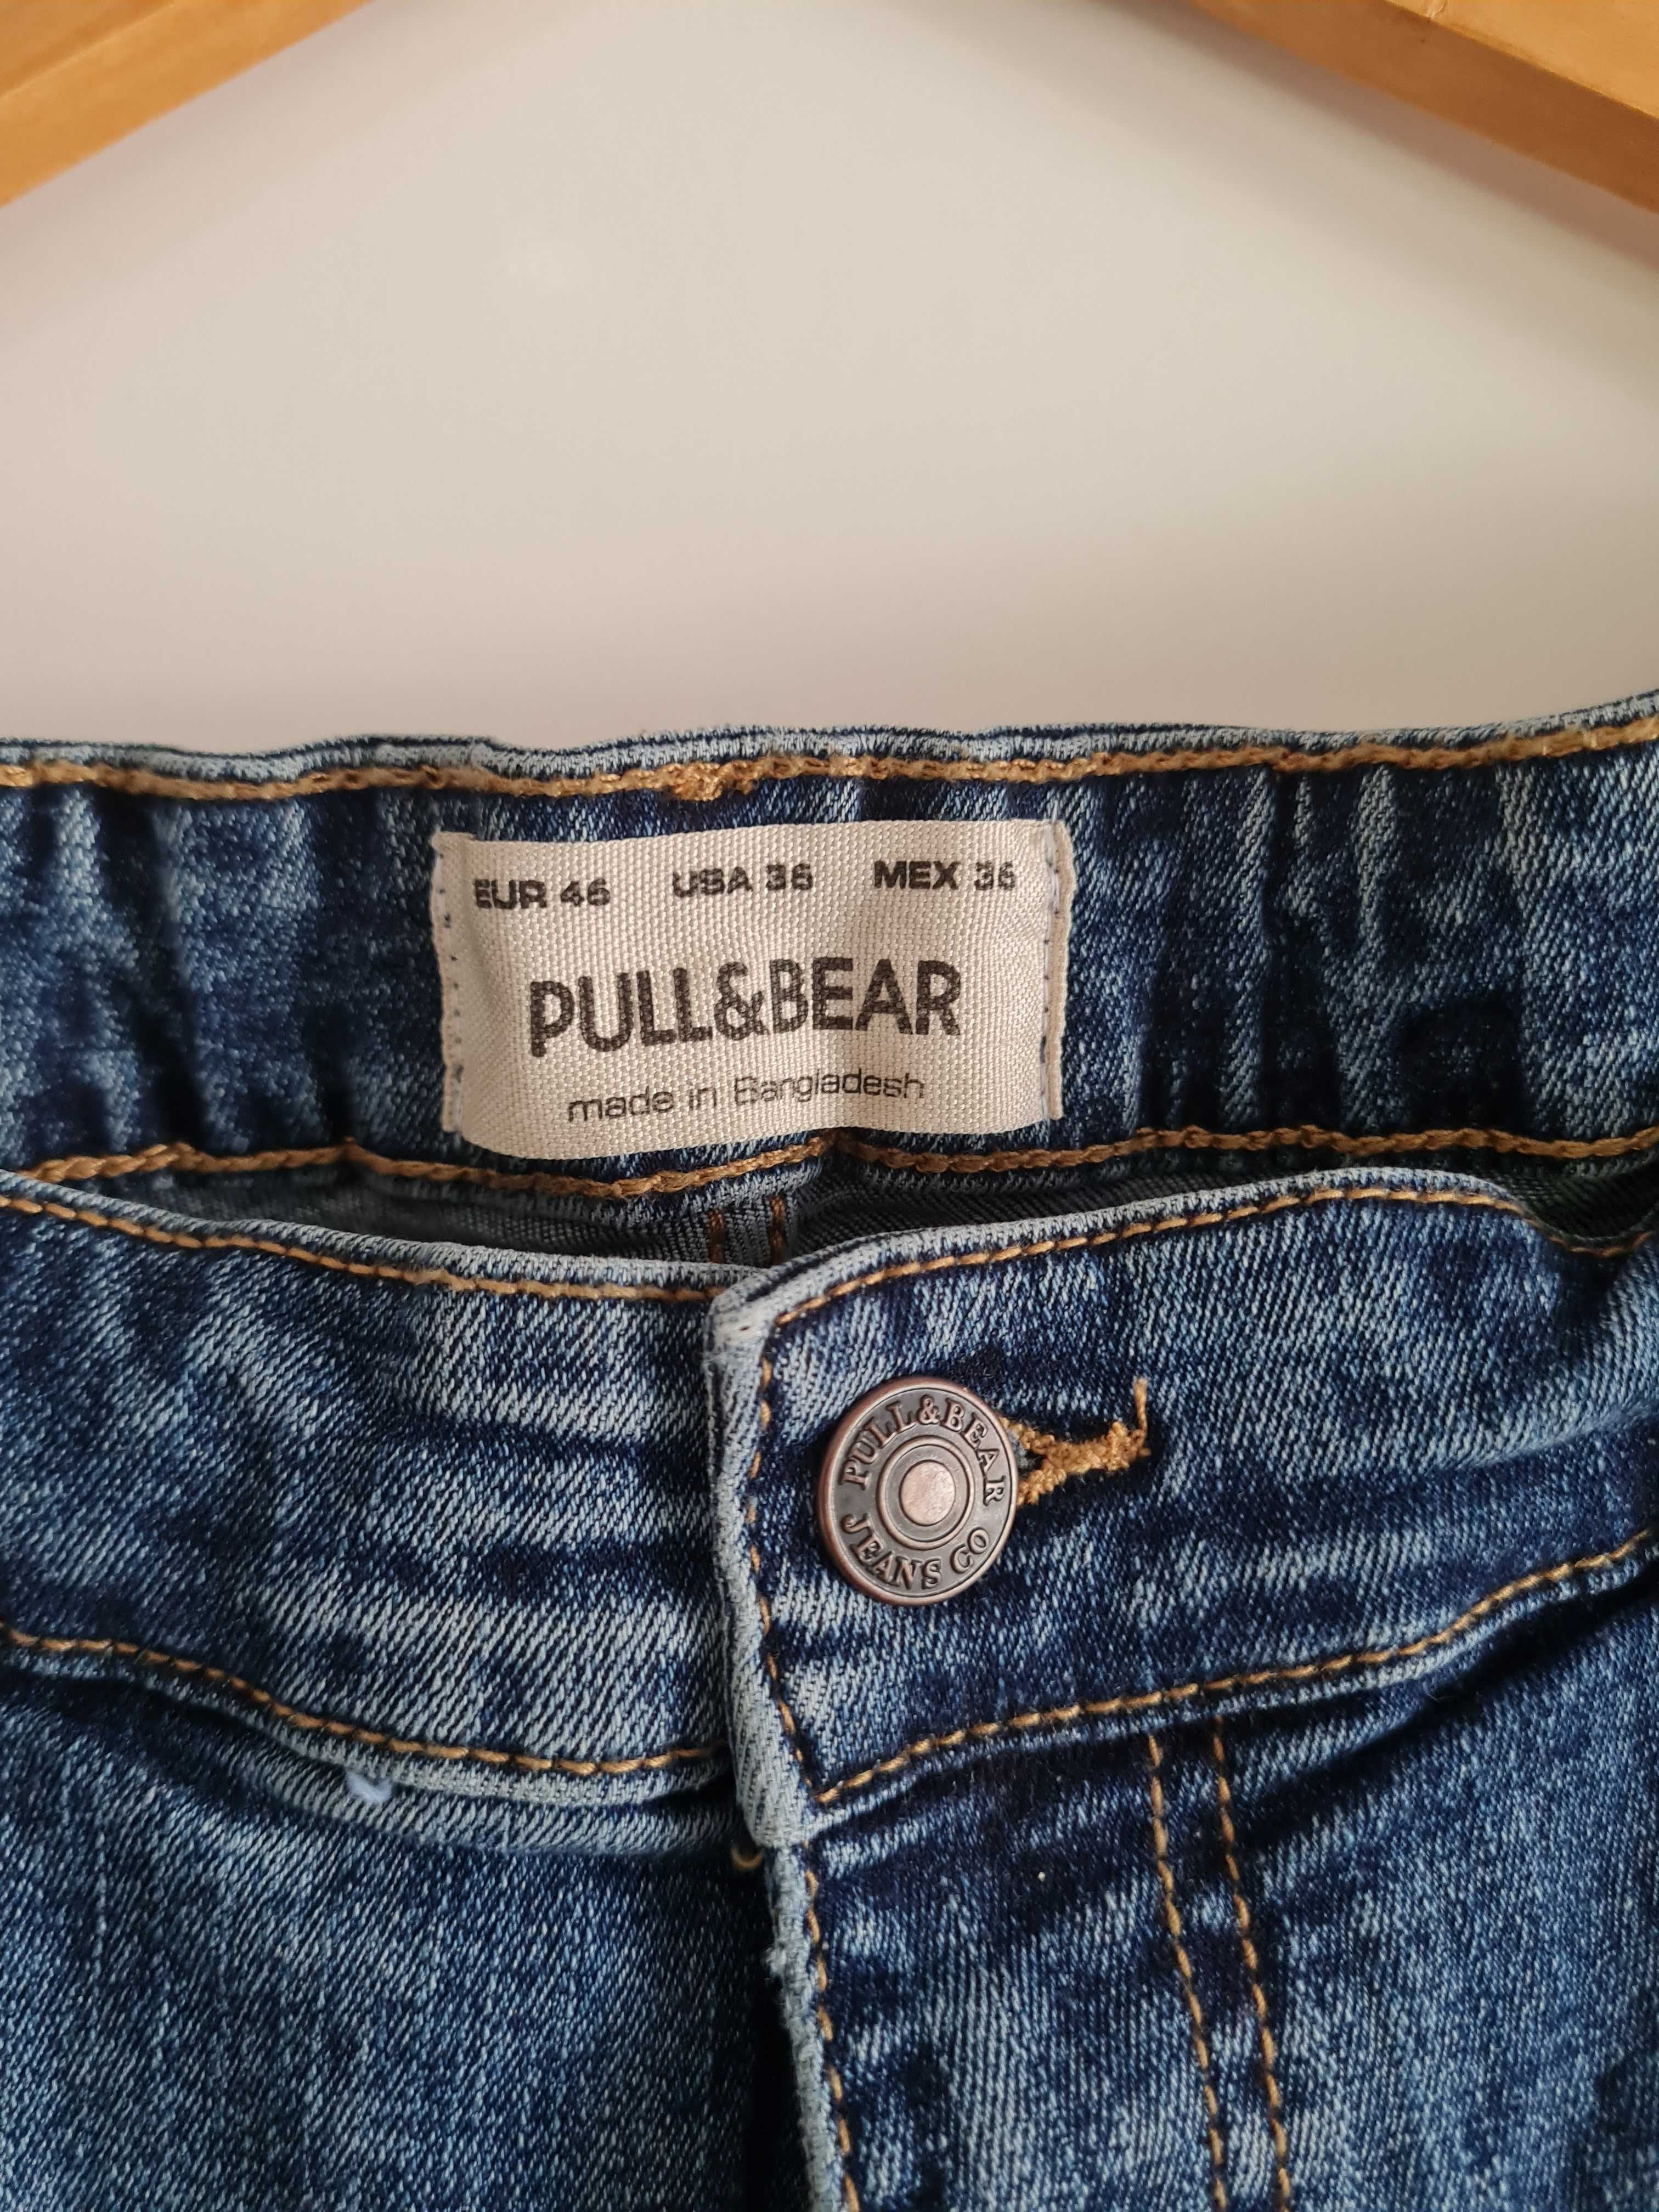 EUR 46 USA 36 MEX 36
PULL&BEAR
made in Bangladesh
PULL&BEAR
JEANS CO